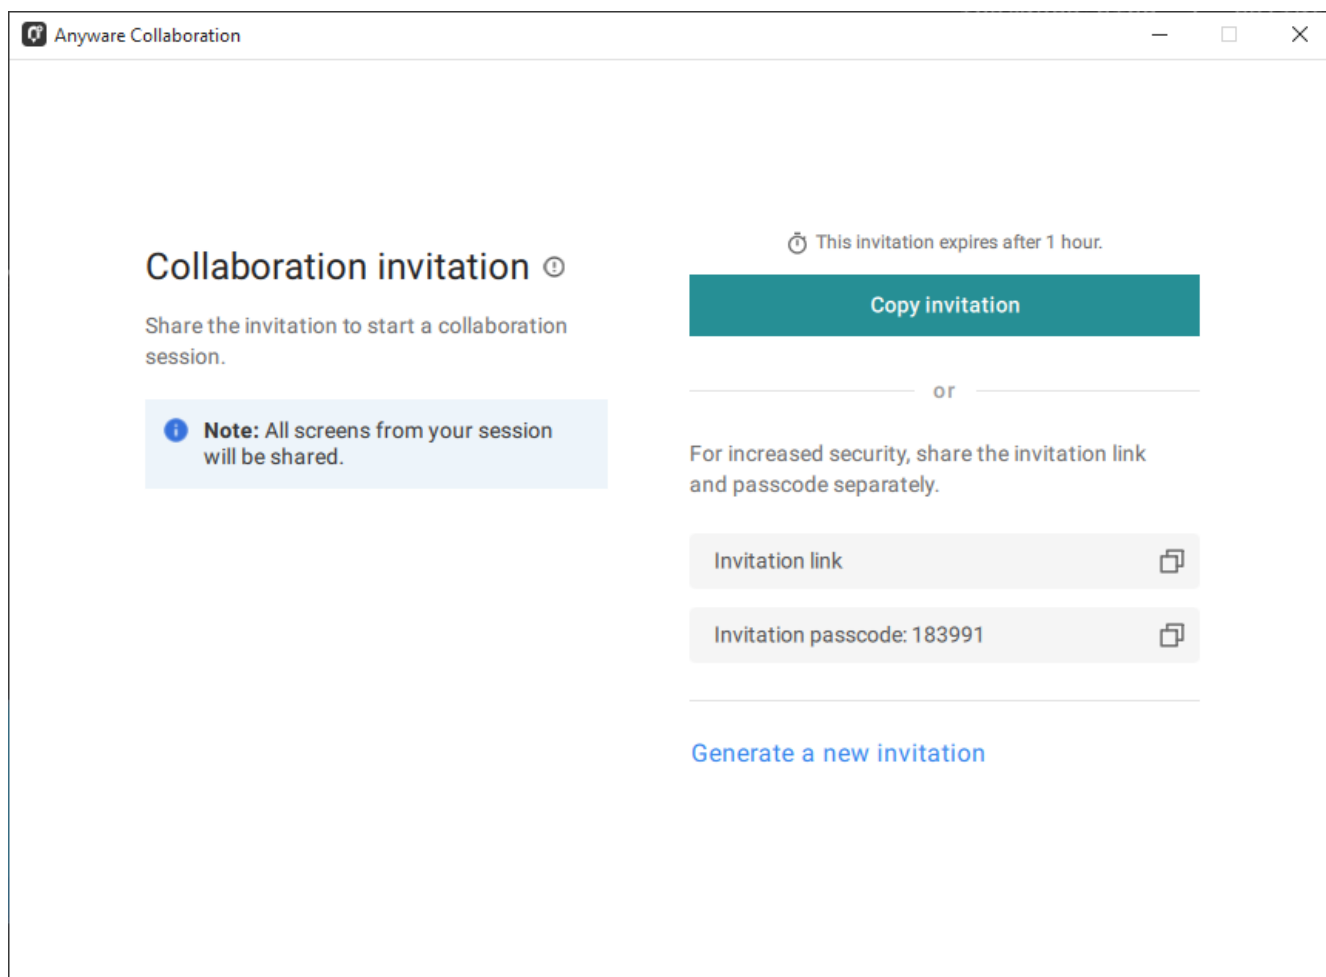 Anyware Collaboration
Collaboration invitation
Share the invitation to start a collaboration
session.
Note: All screens from your session
will be shared.
This invitation expires after 1 hour.
Copy invitation
or
For increased security, share the invitation link
and passcode separately.
Invitation link
Invitation passcode: 183991
Generate a new invitation